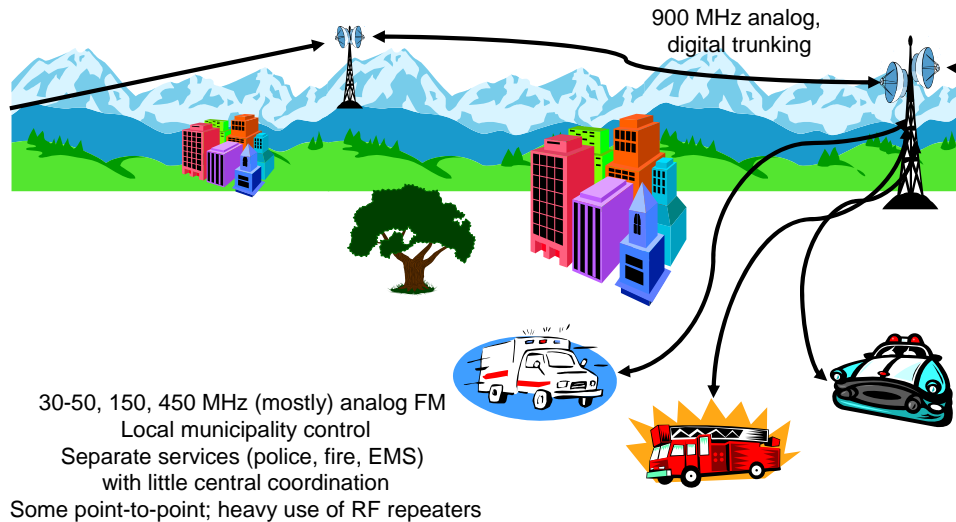 900 MHz analog,
digital trunking
30-50, 150, 450 MHz (mostly) analog FM
Local municipality control
Separate services (police, fire, EMS)
with little central coordination
Some point-to-point; heavy use of RF repeaters